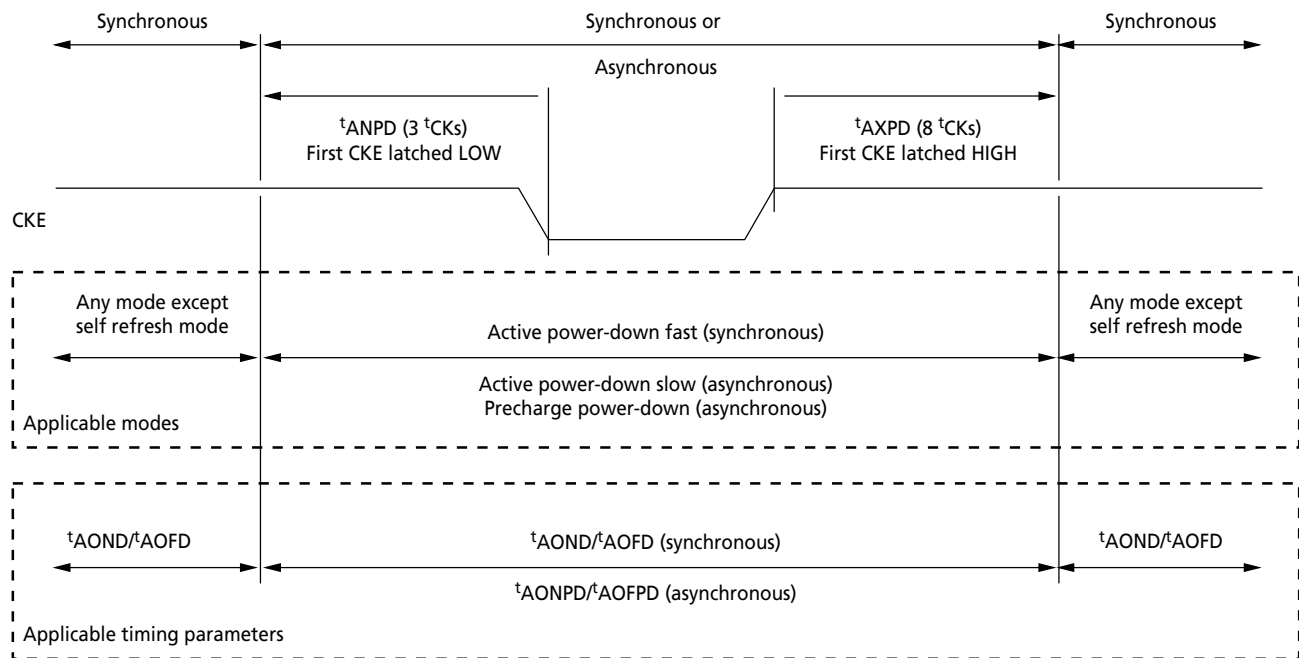 Synchronous
Synchronous or
Synchronous
Asynchronous
tANPD (3 tCKs)
First CKE latched LOW
tAXPD (8 tCKs)
First CKE latched HIGH
CKE
Any mode except
self refresh mode
Active power-down fast (synchronous)
Any mode except
self refresh mode
Active power-down slow (asynchronous)
Precharge power-down (asynchronous)
Applicable modes
tAOND/tAOFD
tAOND/tAOFD (synchronous)
tAOND/tAOFD
tAONPD/tAOFPD (asynchronous)
Applicable timing parameters